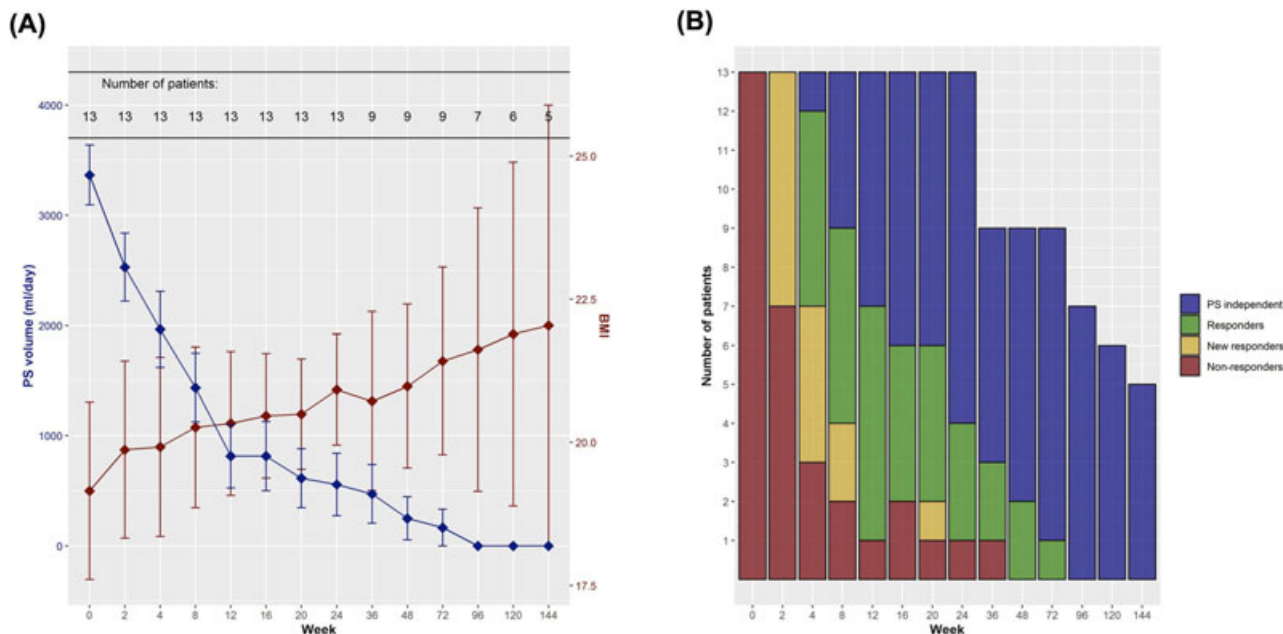 (A)
Number of patients:
13 13 13 13 13 13 13 13 9 9 9 7 6 5
4000
3000
2000
1000
0
PS volume (ml/day)
25.0
22.5
20.0
17.5
BMI
0 2 4 8 12 16 20 24 36 48 72 96 120 144
Week
(B)
13
12
11
10
9
8
7
6
5
4
3
2
1
Number of patients
0 2 4 8 12 16 20 24 36 48 72 96 120 144
Week
PS independent
Responders
New responders
Non-responders